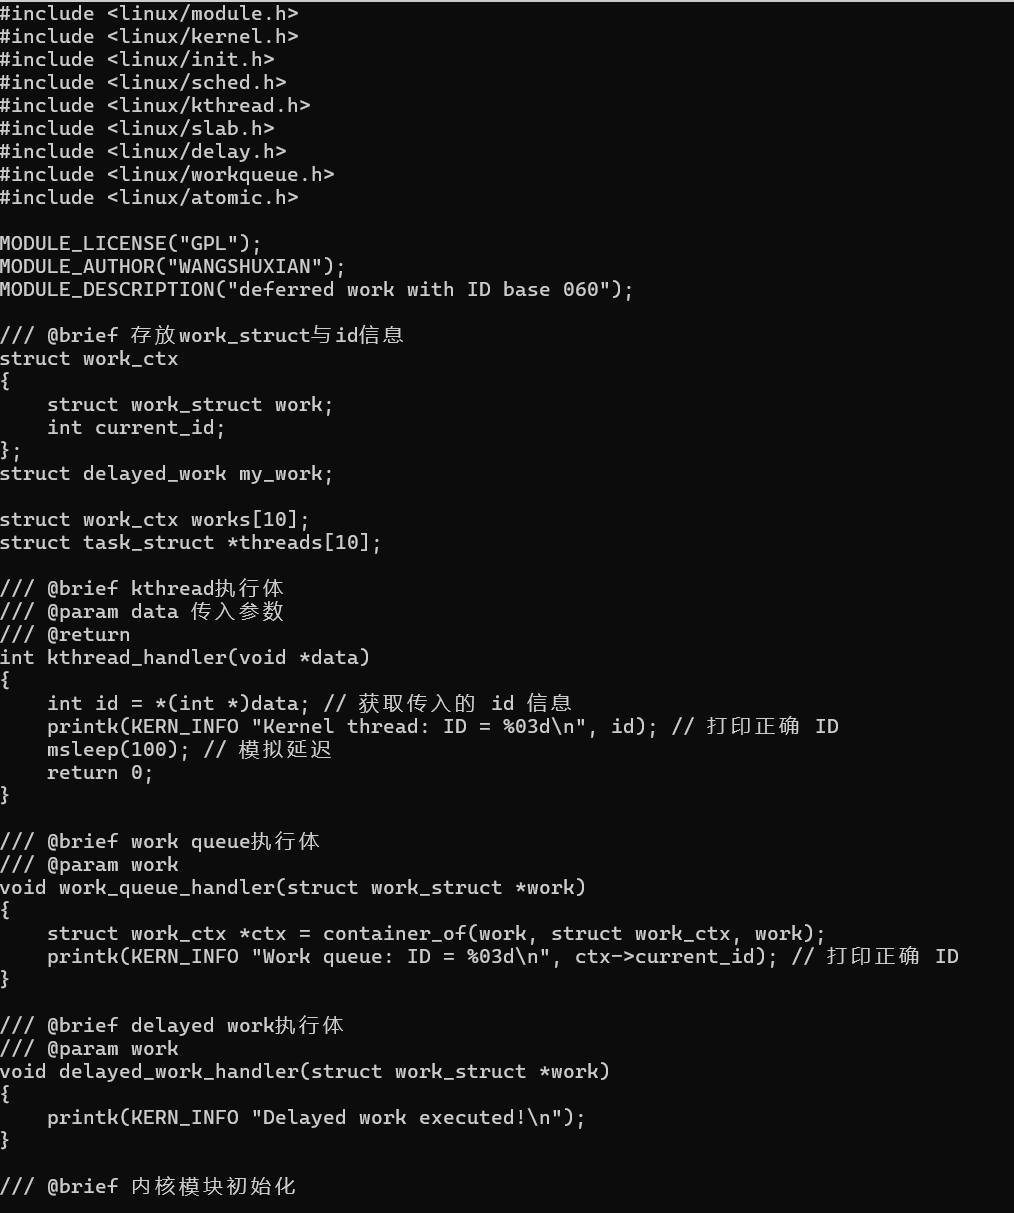 #include <linux/module.h>
#include <linux/kernel.h>
#include <linux/init.h>
#include <linux/sched.h>
#include <linux/kthread.h>
#include <linux/slab.h>
#include <linux/delay.h>
#include <linux/workqueue.h>
#include <linux/atomic.h>

MODULE_LICENSE("GPL");
MODULE_AUTHOR("WANGSHUXIAN");
MODULE_DESCRIPTION("deferred work with ID base 060");

/// @brief 存放work_struct与id信息
struct work_ctx
{
    struct work_struct work;
    int current_id;
};
struct delayed_work my_work;

struct work_ctx works[10];
struct task_struct *threads[10];

/// @brief kthread执行体
/// @param data 传入参数
/// @return
int kthread_handler(void *data)
{
    int id = *(int *)data; // 获取传入的 id 信息
    printk(KERN_INFO "Kernel thread: ID = %03d\n", id); // 打印正确 ID
    msleep(100); // 模拟延迟
    return 0;
}

/// @brief work queue执行体
/// @param work
void work_queue_handler(struct work_struct *work)
{
    struct work_ctx *ctx = container_of(work, struct work_ctx, work);
    printk(KERN_INFO "Work queue: ID = %03d\n", ctx->current_id); // 打印正确 ID
}

/// @brief delayed work执行体
/// @param work
void delayed_work_handler(struct work_struct *work)
{
    printk(KERN_INFO "Delayed work executed!\n");
}

/// @brief 内核模块初始化